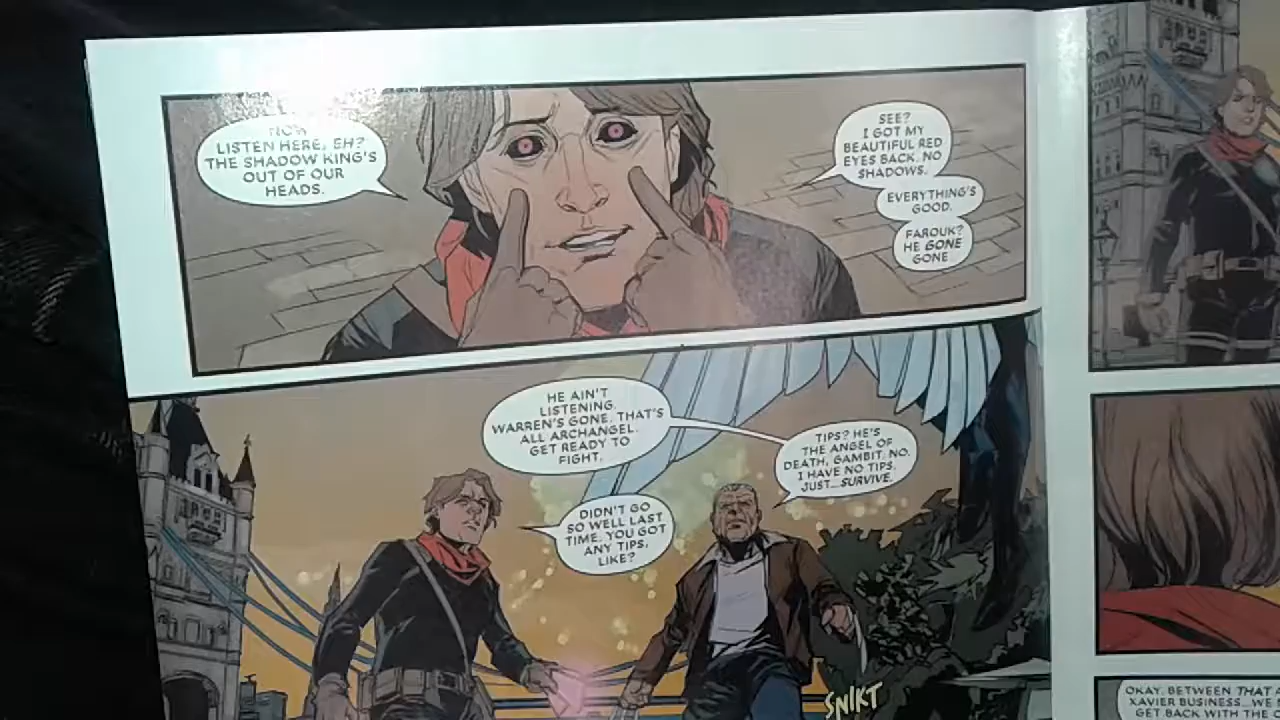 NOW
LISTEN HERE, EH?
THE SHADOW KING'S
OUT OF OUR
HEADS.
SEE?
I GOT MY
BEAUTIFUL RED
EYES BACK. NO
SHADOWS.
EVERYTHING'S
GOOD.
FAROUK?
HE GONE
GONE
HE AIN'T
LISTENING.
WARREN'S GONE. THAT'S
ALL ARCHANGEL.
GET READY TO
FIGHT.
DIDN'T GO
SO WELL LAST
TIME. YOU GOT
ANY TIPS,
LIKE?
TIPS? HE'S
THE ANGEL OF
DEATH, GAMBIT. NO,
I HAVE NO TIPS.
JUST...SURVIVE.
SNIKT
OKAY. BETWEEN THAT
XAVIER BUSINESS...WE
GET BACK WITH THE